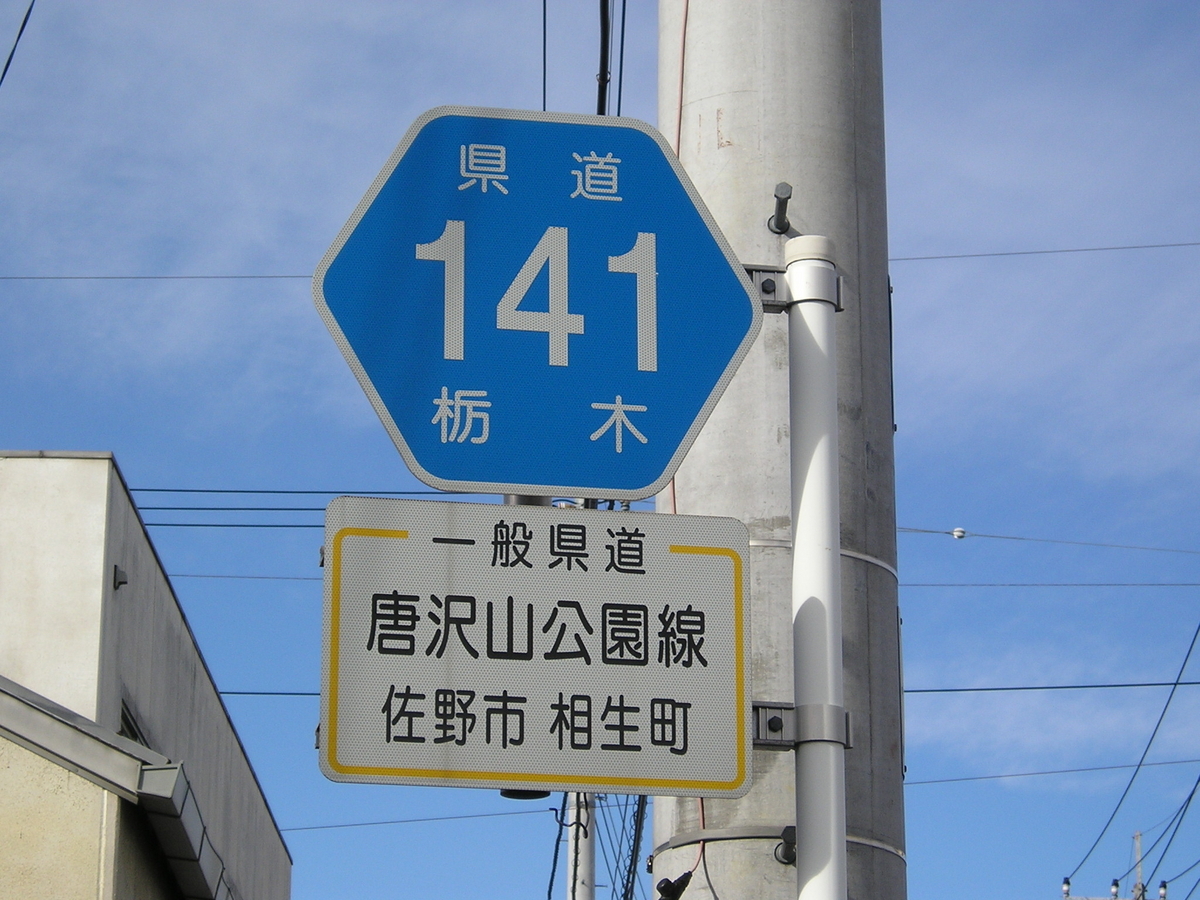 県道
141
栃木
一般県道
唐沢山公園線
佐野市 相生町